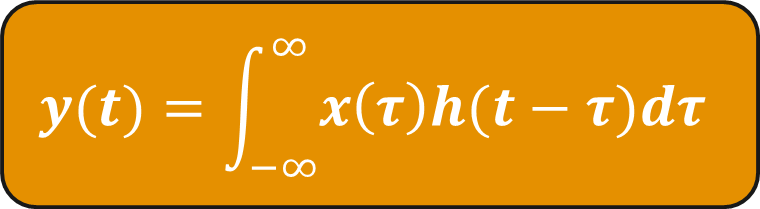 y(t) = ∫_{-∞}^{∞} x(τ)h(t − τ)dτ